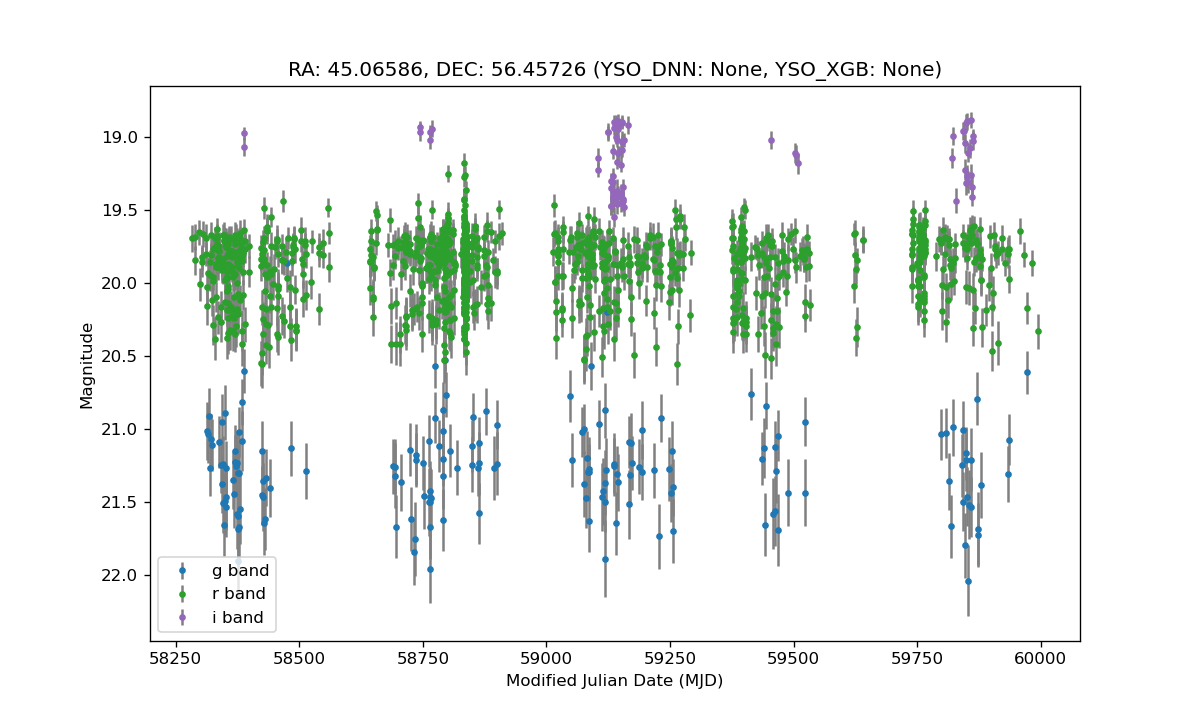 RA: 45.06586, DEC: 56.45726 (YSO_DNN: None, YSO_XGB: None)
Magnitude
19.0
19.5
20.0
20.5
21.0
21.5
22.0
g band
r band
i band
58250 58500 58750 59000 59250 59500 59750 60000
Modified Julian Date (MJD)